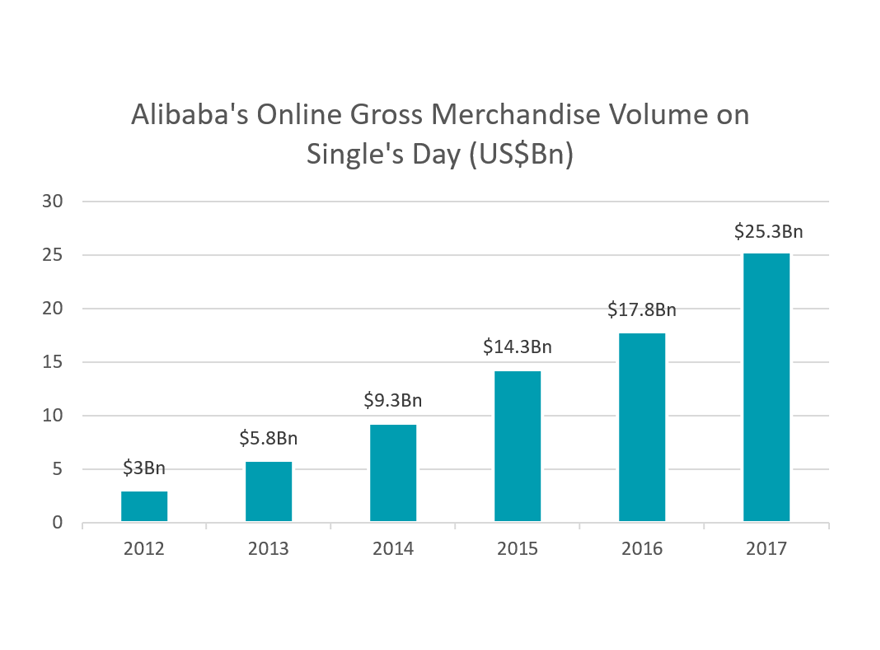 Alibaba's Online Gross Merchandise Volume on
Single's Day (US$Bn)
30
25
20
15
10
5
0
$3Bn
$5.8Bn
$9.3Bn
$14.3Bn
$17.8Bn
$25.3Bn
2012
2013
2014
2015
2016
2017